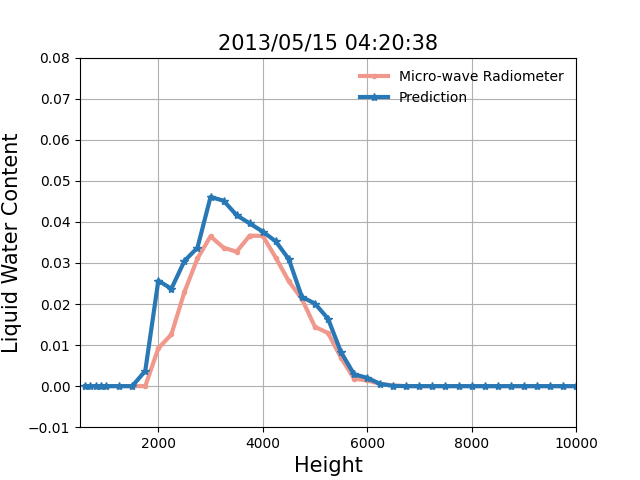 2013/05/15 04:20:38
Micro-wave Radiometer
Prediction
0.08
0.07
0.06
0.05
0.04
0.03
0.02
0.01
0.00
−0.01
Liquid Water Content
2000 4000 6000 8000 10000
Height